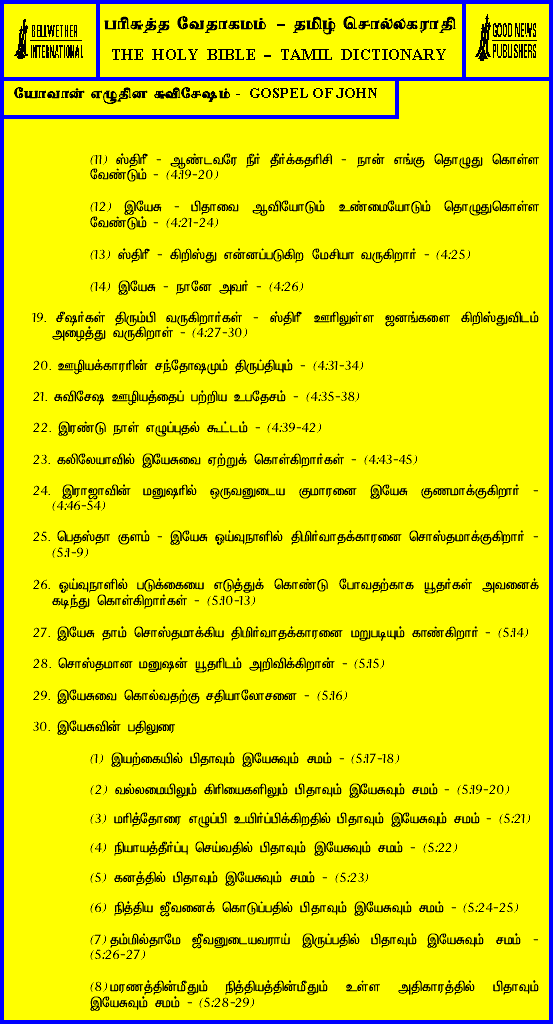 BELLWETHER
INTERNATIONAL
பரிசுத்த வேதாகமம் – தமிழ் சொல்லகராதி
THE HOLY BIBLE – TAMIL DICTIONARY
GOOD NEWS
PUBLISHERS
யோவான் எழுதின சுவிசேஷம் - GOSPEL OF JOHN
(11) ஸ்திரீ - ஆண்டவரே நீர் தீர்க்கதரிசி - நான் எங்கு தொழுது கொள்ள
வேண்டும் - (4:19-20)
(12) இயேசு - பிதாவை ஆவியோடும் உண்மையோடும் தொழுதுகொள்ள
வேண்டும் - (4:21-24)
(13) ஸ்திரீ - கிறிஸ்து என்னப்படுகிற மேசியா வருகிறார் - (4:25)
(14) இயேசு - நானே அவர் - (4:26)
19. சீஷர்கள் திரும்பி வருகிறார்கள் - ஸ்திரீ ஊரிலுள்ள ஜனங்களை கிறிஸ்துவிடம்
அழைத்து வருகிறாள் - (4:27-30)
20. ஊழியக்காரரின் சந்தோஷமும் திருப்தியும் - (4:31-34)
21. சுவிசேஷ ஊழியத்தைப் பற்றிய உபதேசம் - (4:35-38)
22. இரண்டு நாள் எழுப்புதல் கூட்டம் - (4:39-42)
23. கலிலேயாவில் இயேசுவை ஏற்றுக் கொள்கிறார்கள் - (4:43-45)
24. இராஜாவின் மனுஷரில் ஒருவனுடைய குமாரனை இயேசு குணமாக்குகிறார் -
(4:46-54)
25. பெதஸ்தா குளம் - இயேசு ஓய்வுநாளில் திமிர்வாதக்காரனை சொஸ்தமாக்குகிறார் -
(5:1-9)
26. ஓய்வுநாளில் படுக்கையை எடுத்துக் கொண்டு போவதற்காக யூதர்கள் அவனைக்
கடிந்து கொள்கிறார்கள் - (5:10-13)
27. இயேசு தாம் சொஸ்தமாக்கிய திமிர்வாதக்காரனை மறுபடியும் காண்கிறார் - (5:14)
28. சொஸ்தமான மனுஷன் யூதரிடம் அறிவிக்கிறான் - (5:15)
29. இயேசுவை கொல்வதற்கு சதியாலோசனை - (5:16)
30. இயேசுவின் பதிலுரை
(1) இயற்கையில் பிதாவும் இயேசுவும் சமம் - (5:17-18)
(2) வல்லமையிலும் கிரியைகளிலும் பிதாவும் இயேசுவும் சமம் - (5:19-20)
(3) மரித்தோரை எழுப்பி உயிர்ப்பிக்கிறதில் பிதாவும் இயேசுவும் சமம் - (5:21)
(4) நியாயத்தீர்ப்பு செய்வதில் பிதாவும் இயேசுவும் சமம் - (5:22)
(5) கனத்தில் பிதாவும் இயேசுவும் சமம் - (5:23)
(6) நித்திய ஜீவனைக் கொடுப்பதில் பிதாவும் இயேசுவும் சமம் - (5:24-25)
(7) தம்மில்தாமே ஜீவனுடையவராய் இருப்பதில் பிதாவும் இயேசுவும் சமம் -
(5:26-27)
(8) மரணத்தின்மீதும் நித்தியத்தின்மீதும் உள்ள அதிகாரத்தில் பிதாவும்
இயேசுவும் சமம் - (5:28-29)